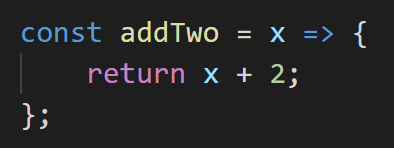 const addTwo = x => {
    return x + 2;
};